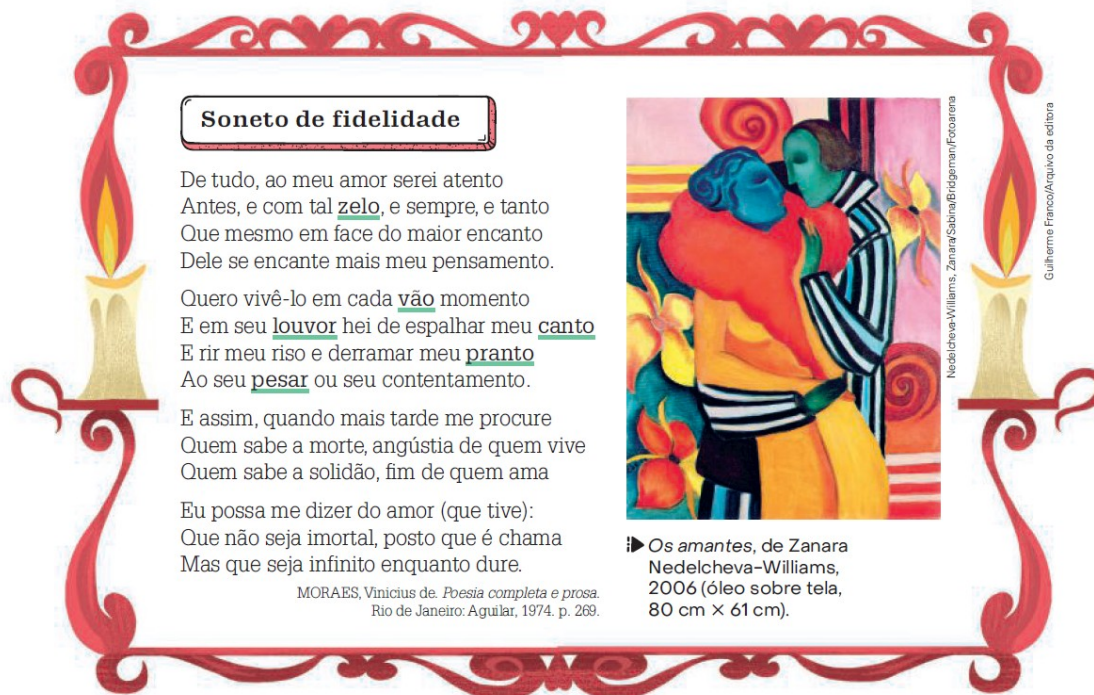 Soneto de fidelidade
De tudo, ao meu amor serei atento
Antes, e com tal zelo, e sempre, e tanto
Que mesmo em face do maior encanto
Dele se encante mais meu pensamento.
Quero vivê-lo em cada vão momento
E em seu louvor hei de espalhar meu canto
E rir meu riso e derramar meu pranto
Ao seu pesar ou seu contentamento.
E assim, quando mais tarde me procure
Quem sabe a morte, angústia de quem vive
Quem sabe a solidão, fim de quem ama
Eu possa me dizer do amor (que tive):
Que não seja imortal, posto que é chama
Mas que seja infinito enquanto dure.
MORAES, Vinicius de. Poesia completa e prosa.
Rio de Janeiro: Aguilar, 1974. p. 269.
Nedelcheva-Williams, Zanara/Sabina/Bridgeman/Fotoarena
Os amantes, de Zanara
Nedelcheva-Williams,
2006 (óleo sobre tela,
80 cm × 61 cm).
Guilherme Franco/Arquivo da editora